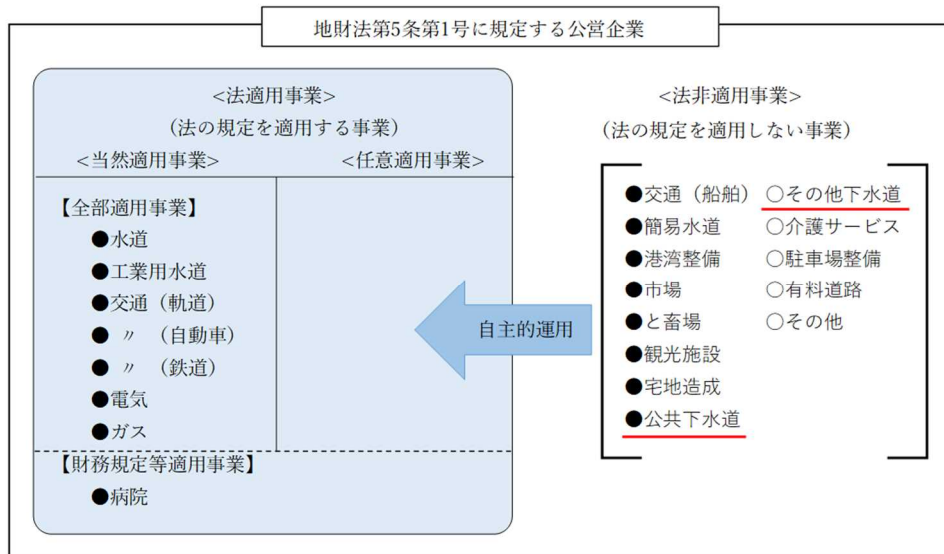 地財法第5条第1号に規定する公営企業
<法適用事業>
（法の規定を適用する事業）
<当然適用事業>
<任意適用事業>
【全部適用事業】
●水道
●工業用水道
●交通（軌道）
●〃（自動車）
●〃（鉄道）
●電気
●ガス
【財務規定等適用事業】
●病院
自主的運用
<法非適用事業>
（法の規定を適用しない事業）
●交通（船舶）
●簡易水道
●港湾整備
●市場
●と畜場
●観光施設
●宅地造成
●公共下水道
○その他下水道
○介護サービス
○駐車場整備
○有料道路
○その他